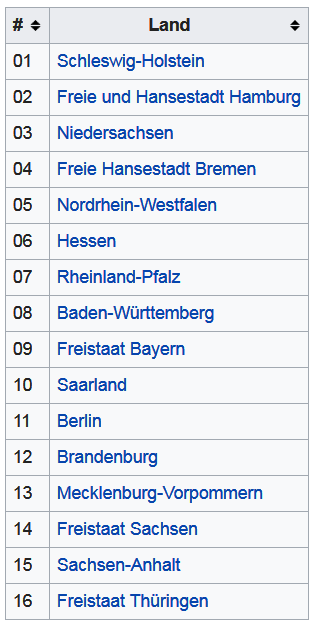 # Land
01 Schleswig-Holstein
02 Freie und Hansestadt Hamburg
03 Niedersachsen
04 Freie Hansestadt Bremen
05 Nordrhein-Westfalen
06 Hessen
07 Rheinland-Pfalz
08 Baden-Württemberg
09 Freistaat Bayern
10 Saarland
11 Berlin
12 Brandenburg
13 Mecklenburg-Vorpommern
14 Freistaat Sachsen
15 Sachsen-Anhalt
16 Freistaat Thüringen